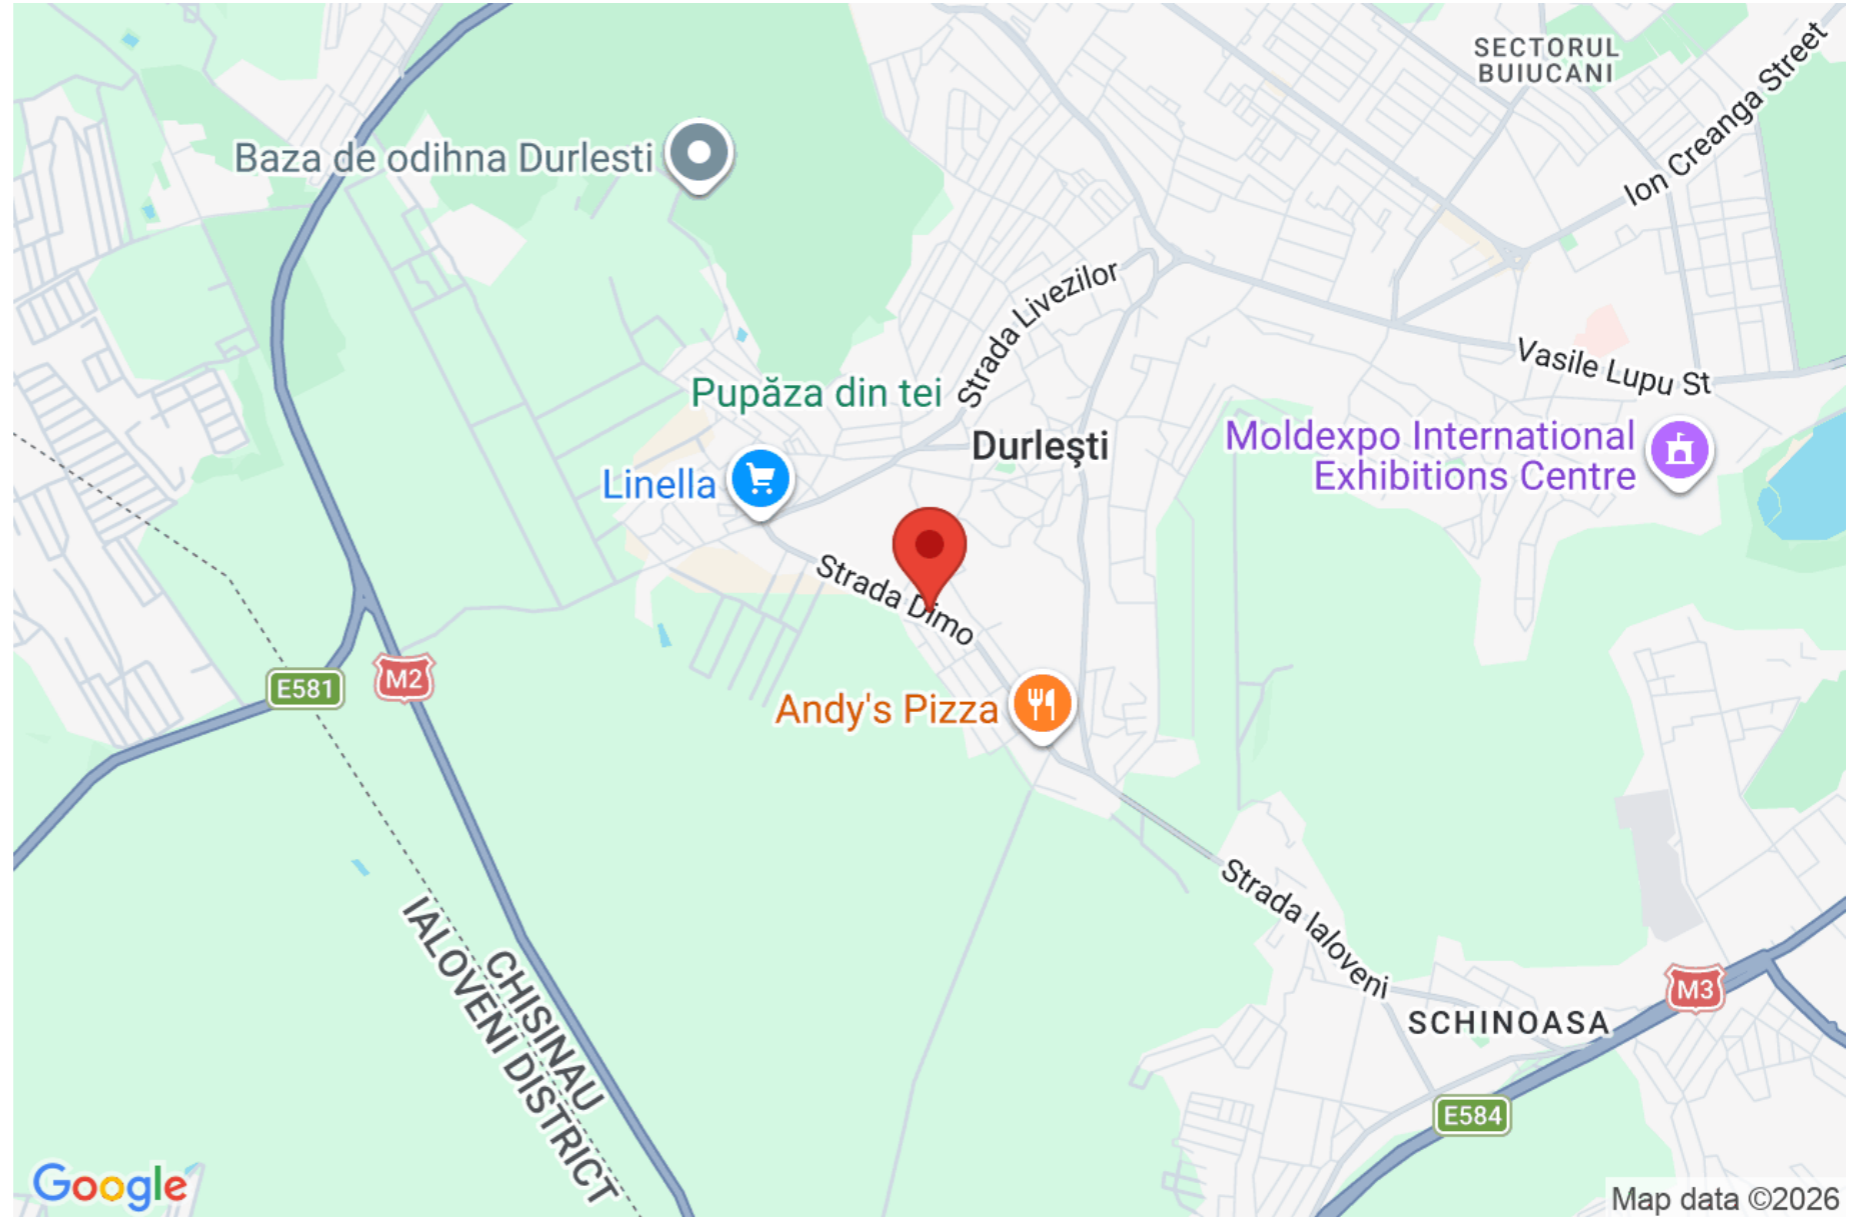 SECTORUL
BUIUCANI
Ion Creanga Street
Baza de odihna Durlesti
Strada Livezilor
Vasile Lupu St
Pupăza din tei
Durleşti
Moldexpo International
Exhibitions Centre
Linella
Strada Dimo
E581
M2
Andy's Pizza
Strada Ialoveni
CHISINAU
IALOVENI DISTRICT
M3
SCHINOASA
E584
Google
Map data ©2026